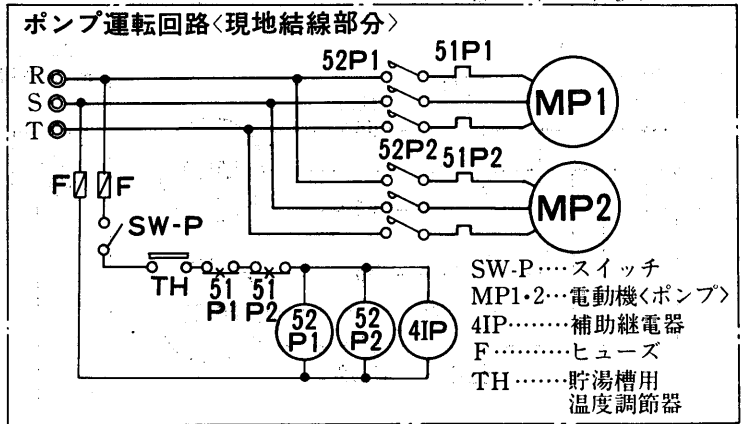 ポンプ運転回路〈現地結線部分〉
52P1
51P1
R
S
T
MP1
52P2
51P2
MP2
F
F
SW-P
TH
51
P1
51
P2
52
P1
52
P2
4IP
SW-P････スイッチ
MP1･2･･･電動機〈ポンプ〉
4IP････････補助継電器
F･･････････ヒューズ
TH･･･････貯湯槽用
温度調節器